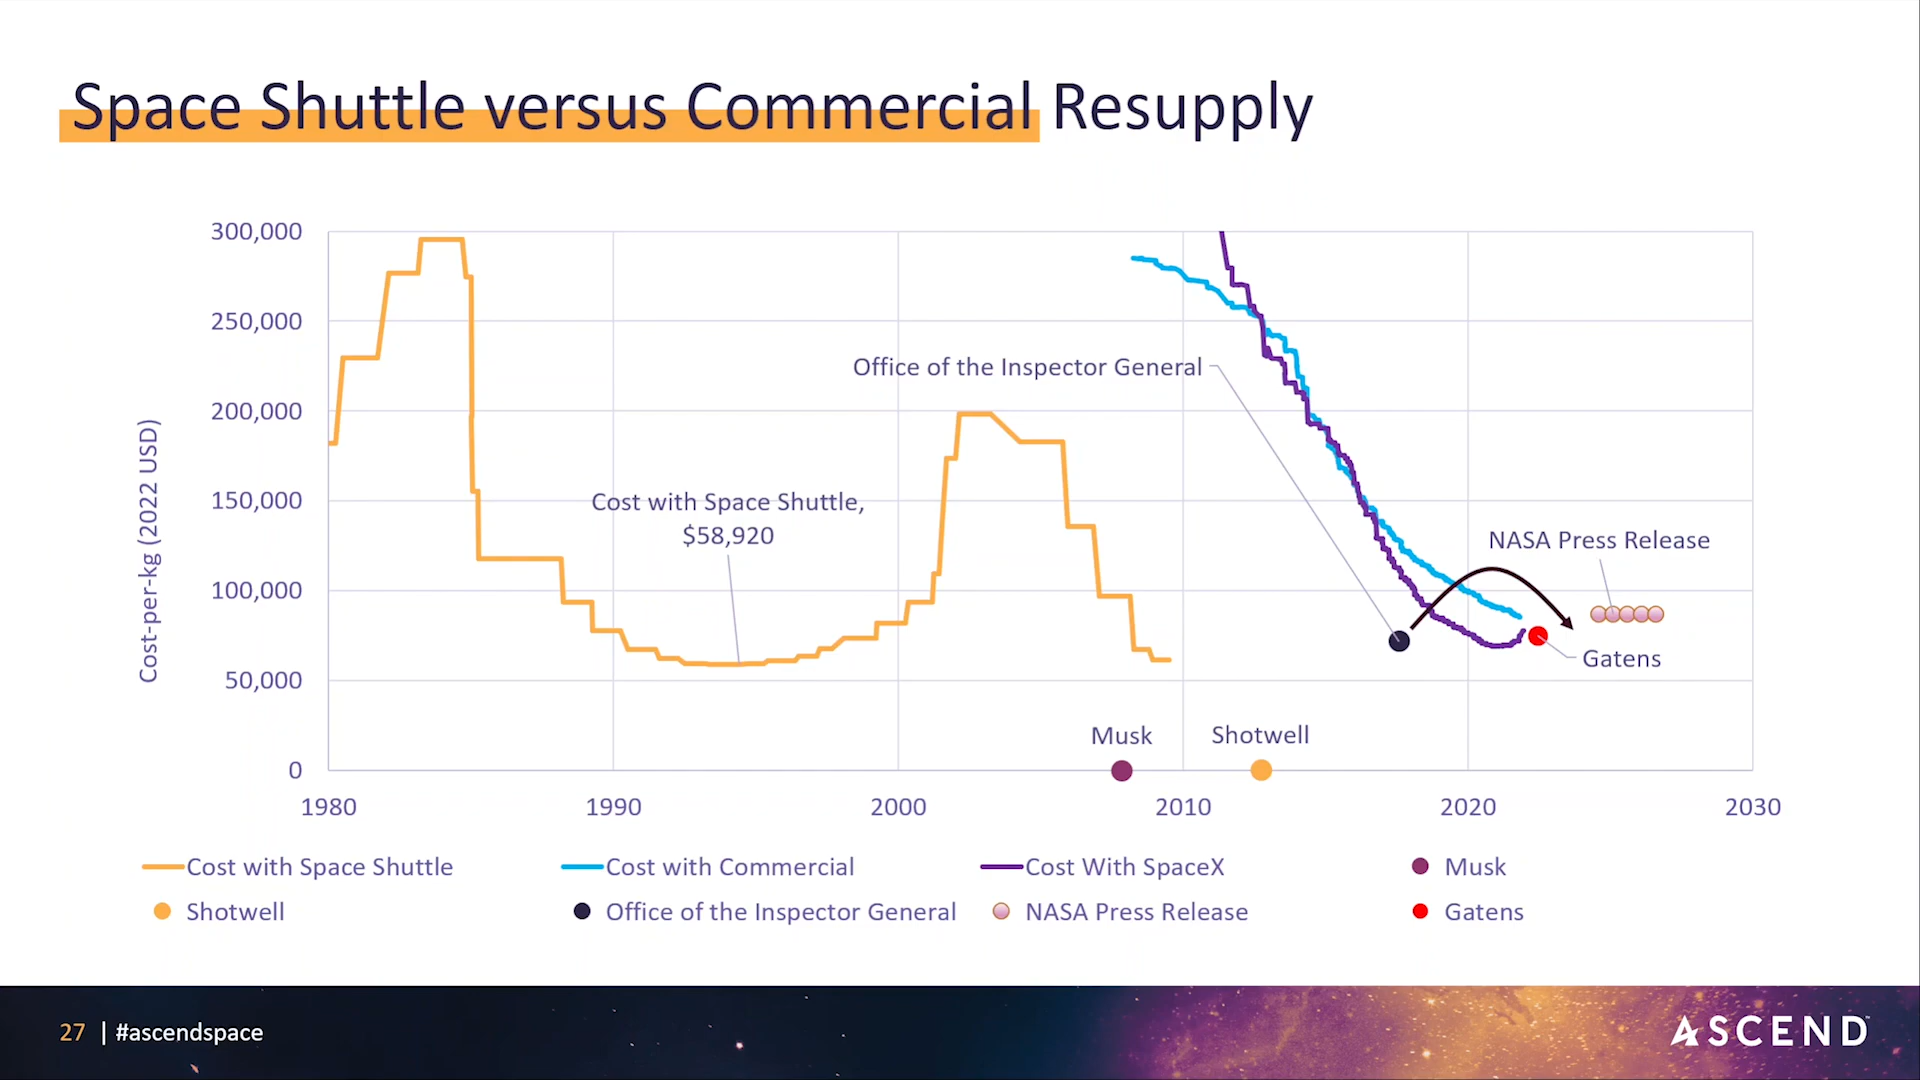 Space Shuttle versus Commercial Resupply
300,000
250,000
200,000
150,000
100,000
50,000
0
Cost-per-kg (2022 USD)
Office of the Inspector General
Cost with Space Shuttle,
$58,920
NASA Press Release
Gatens
Musk
Shotwell
1980
1990
2000
2010
2020
2030
Cost with Space Shuttle
Cost with Commercial
Cost With SpaceX
Musk
Shotwell
Office of the Inspector General
NASA Press Release
Gatens
27 | #ascendspace
ASCEND